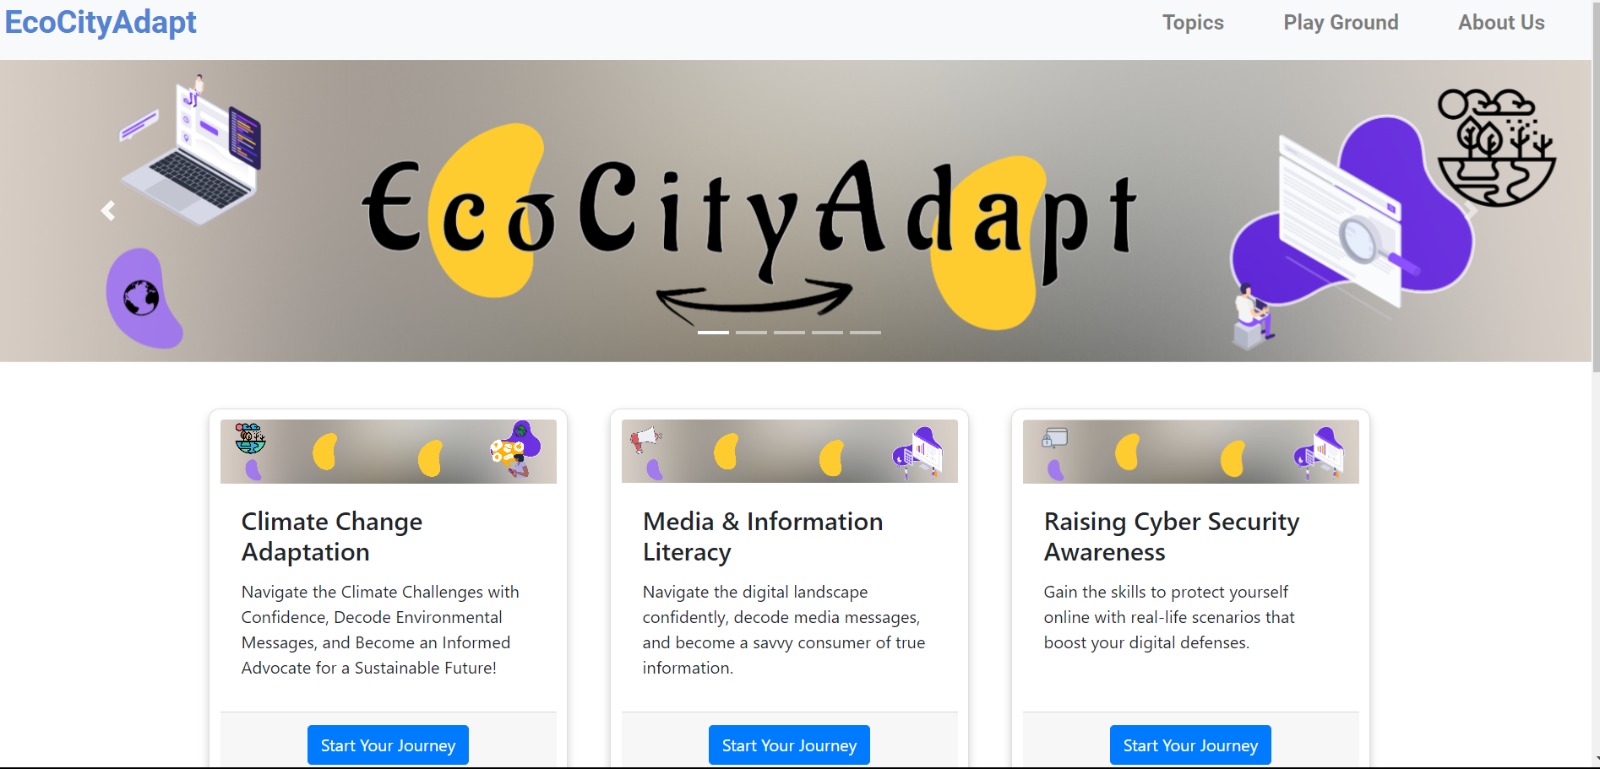 EcoCityAdapt
Topics Play Ground About Us
EcoCityAdapt
Climate Change
Adaptation
Navigate the Climate Challenges with
Confidence, Decode Environmental
Messages, and Become an Informed
Advocate for a Sustainable Future!
Start Your Journey
Media & Information
Literacy
Navigate the digital landscape
confidently, decode media messages,
and become a savvy consumer of true
information.
Start Your Journey
Raising Cyber Security
Awareness
Gain the skills to protect yourself
online with real-life scenarios that
boost your digital defenses.
Start Your Journey